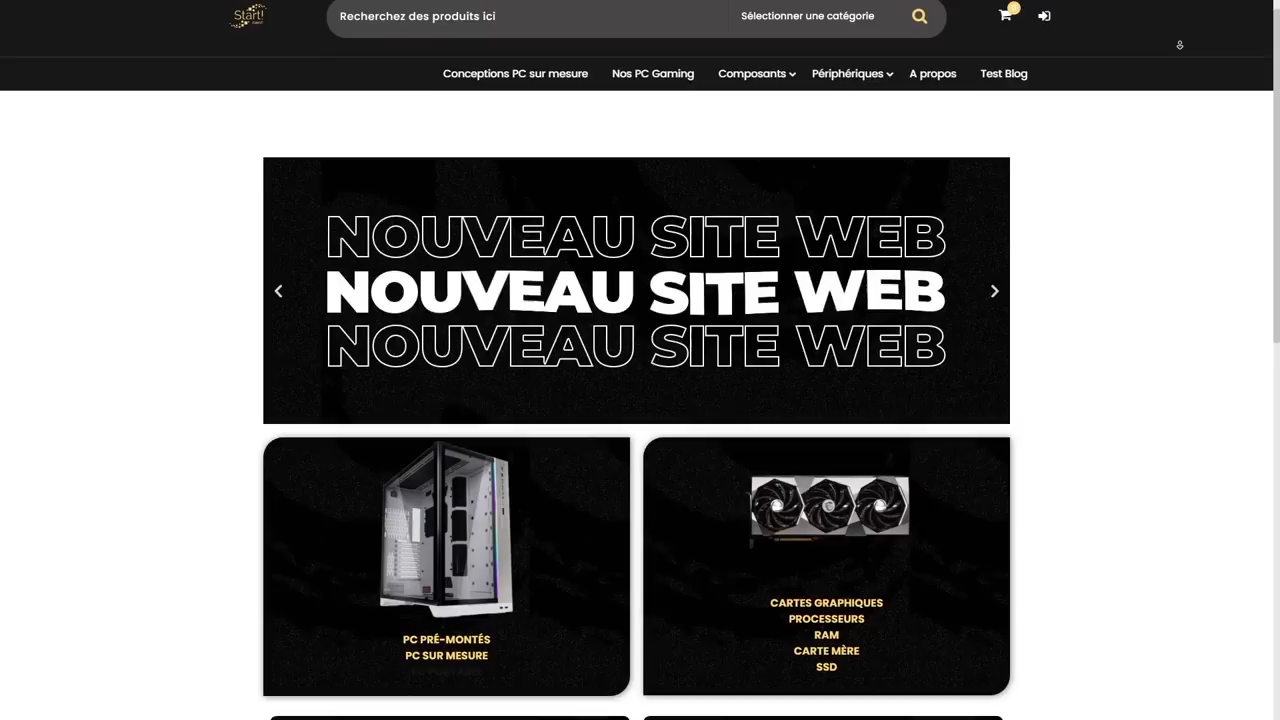 Start!
Recherchez des produits ici
Sélectionner une catégorie
0
Conceptions PC sur mesure
Nos PC Gaming
Composants
Périphériques
A propos
Test Blog
NOUVEAU SITE WEB
NOUVEAU SITE WEB
NOUVEAU SITE WEB
PC PRÉ-MONTÉS
PC SUR MESURE
CARTES GRAPHIQUES
PROCESSEURS
RAM
CARTE MÈRE
SSD